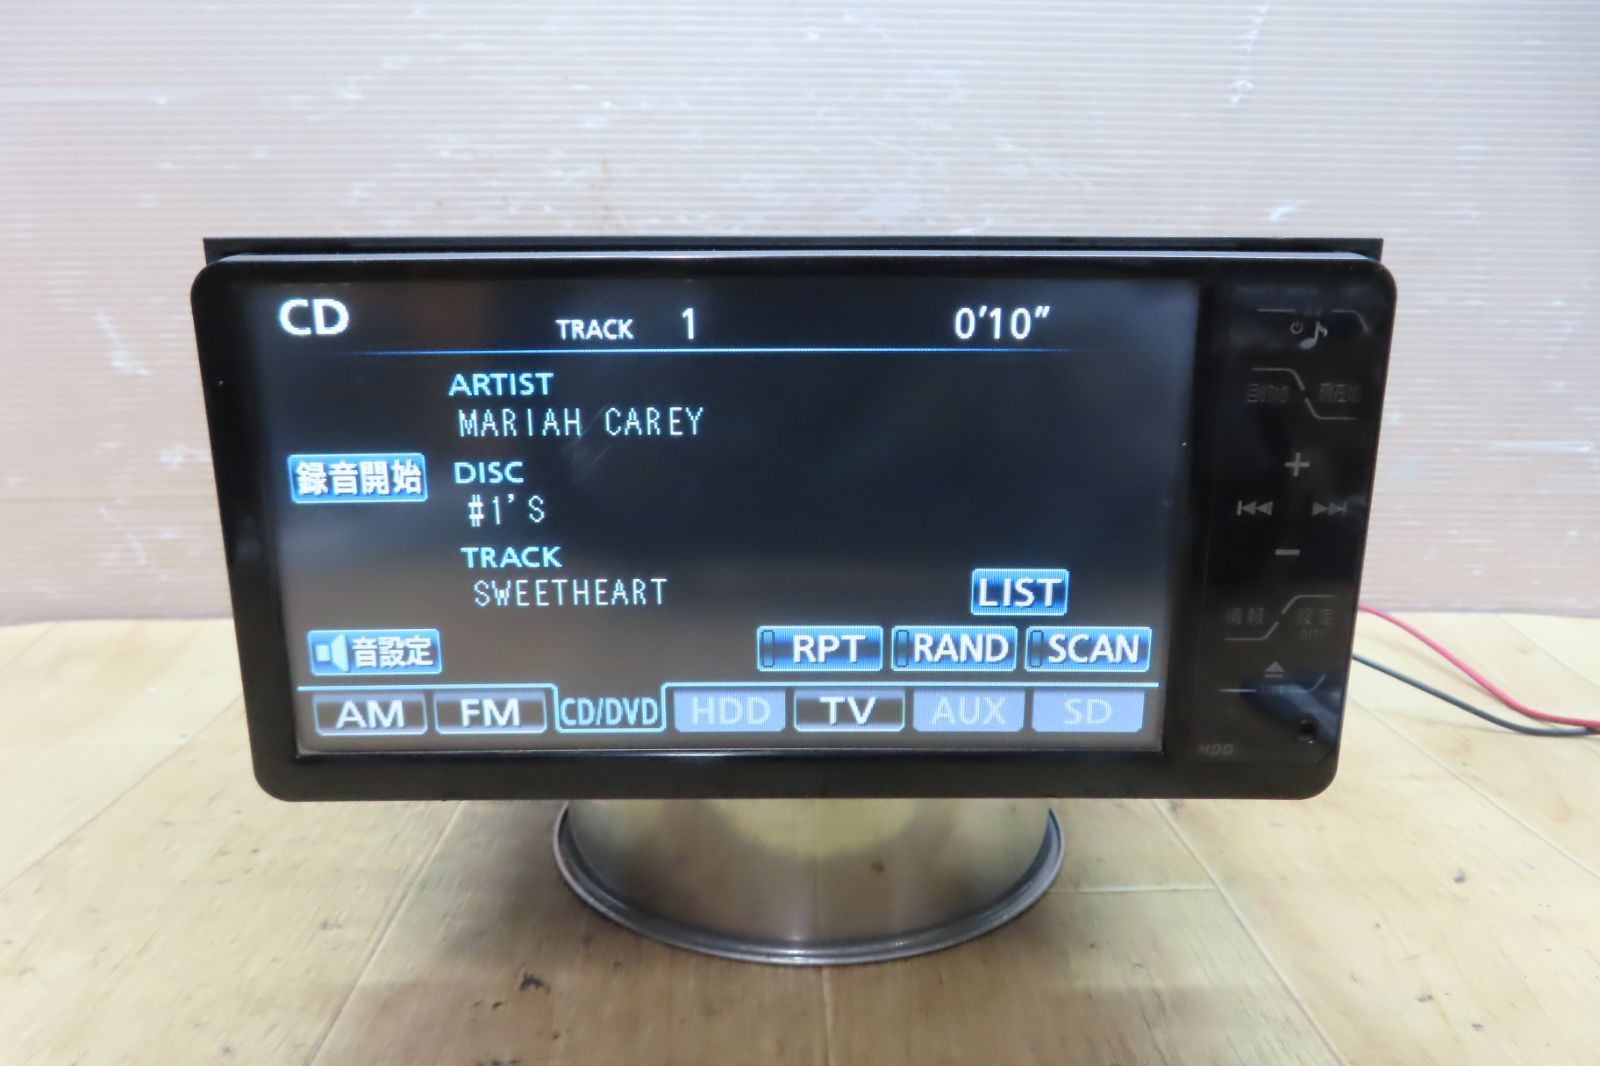 CD TRACK 1 0'10"
ARTIST
MARIAH CAREY
録音開始
DISC
#1'S
TRACK
SWEETHEART
LIST
音設定 RPT RAND SCAN
AM FM CD/DVD HDD TV AUX SD
目的地 現在地
+
−
情報 設定
HDD